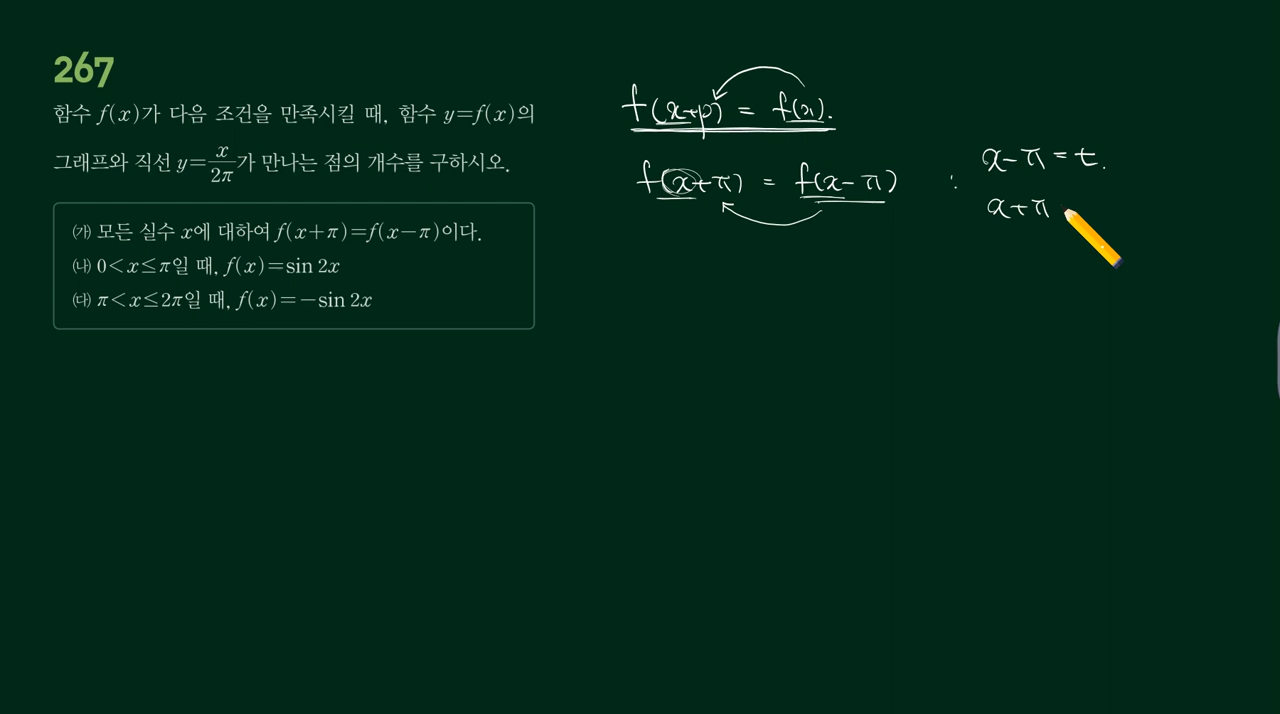 267
함수 f(x)가 다음 조건을 만족시킬 때, 함수 y=f(x)의
그래프와 직선 y=x/2π가 만나는 점의 개수를 구하시오.
㈎ 모든 실수 x에 대하여 f(x+π)=f(x-π)이다.
㈏ 0<x≤π일 때, f(x)=sin 2x
㈐ π<x≤2π일 때, f(x)=-sin 2x
f(x+p) = f(x).
f(x+π) = f(x-π)
x-π=t.
x+π